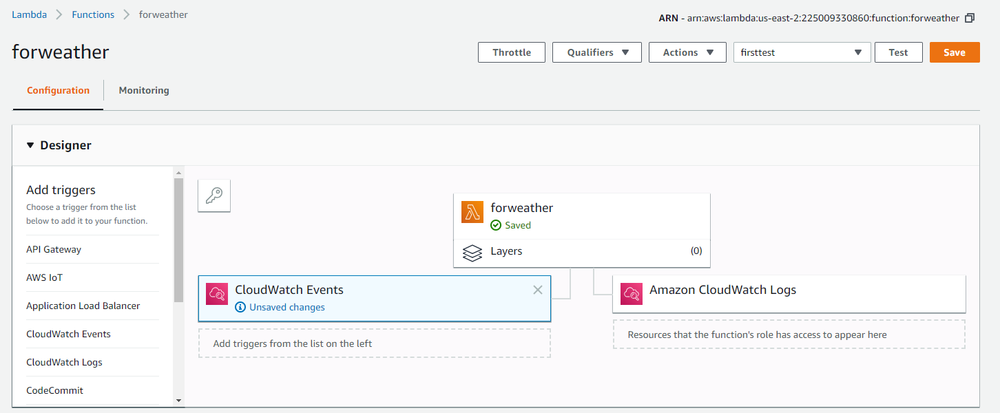 Lambda Functions forweather
ARN - arn:aws:lambda:us-east-2:225009330860:function:forweather
forweather
Throttle Qualifiers Actions firsttest Test Save
Configuration Monitoring
Designer
Add triggers
Choose a trigger from the list
below to add it to your function.
API Gateway
AWS IoT
Application Load Balancer
CloudWatch Events
CloudWatch Logs
CodeCommit
forweather
Saved
Layers (0)
CloudWatch Events
Unsaved changes
Add triggers from the list on the left
Amazon CloudWatch Logs
Resources that the function's role has access to appear here